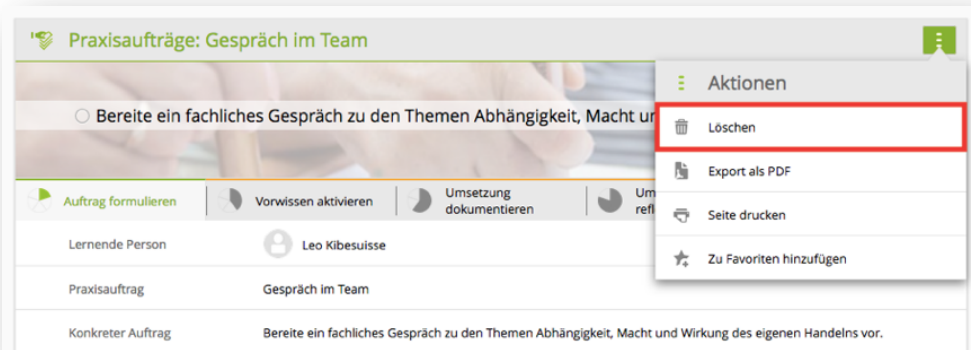 Praxisaufträge: Gespräch im Team
Aktionen
Bereite ein fachliches Gespräch zu den Themen Abhängigkeit, Macht
Löschen
Export als PDF
Auftrag formulieren
Vorwissen aktivieren
Umsetzung
dokumentieren
Seite drucken
Lernende Person
Leo Kibesuisse
Zu Favoriten hinzufügen
Praxisauftrag
Gespräch im Team
Konkreter Auftrag
Bereite ein fachliches Gespräch zu den Themen Abhängigkeit, Macht und Wirkung des eigenen Handelns vor.